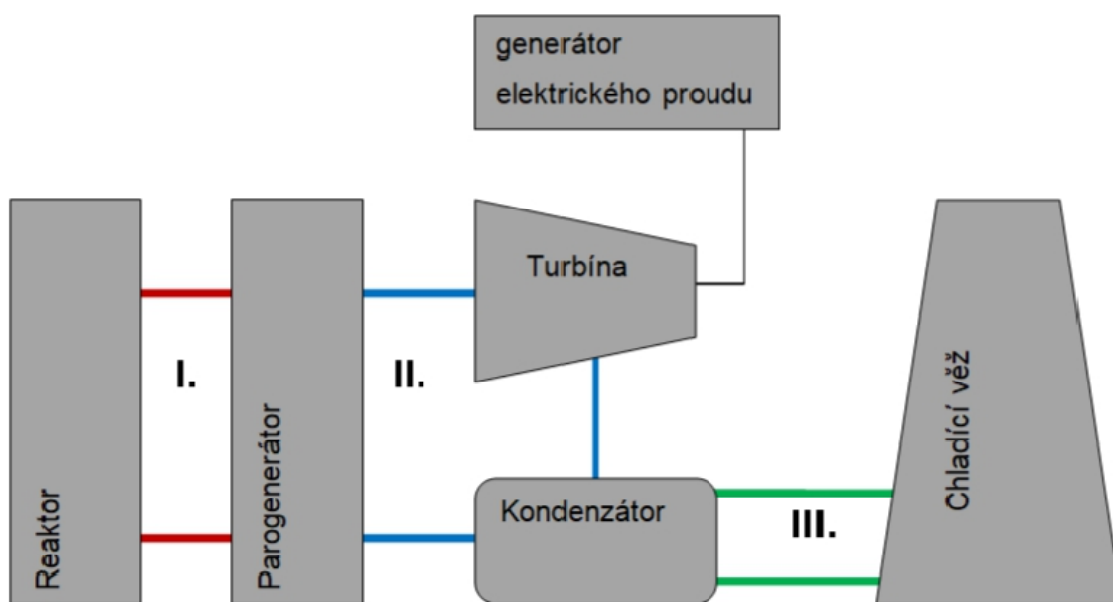 generátor
elektrického proudu
Turbína
I.
II.
Reaktor
Parogenerátor
Kondenzátor
III.
Chladící věž